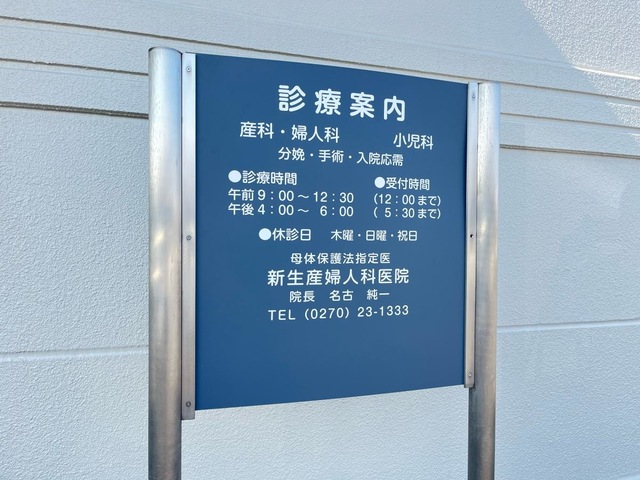 診療案内
産科・婦人科　小児科
分娩・手術・入院応需
●診療時間　●受付時間
午前 9：00 ～ 12：30　（12：00 まで）
午後 4：00 ～ 6：00　（ 5：30 まで）
●休診日　木曜・日曜・祝日
母体保護法指定医
新生産婦人科医院
院長　名古　純一
TEL（0270）23-1333